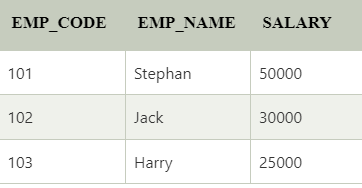 EMP_CODE EMP_NAME SALARY
101 Stephan 50000
102 Jack 30000
103 Harry 25000